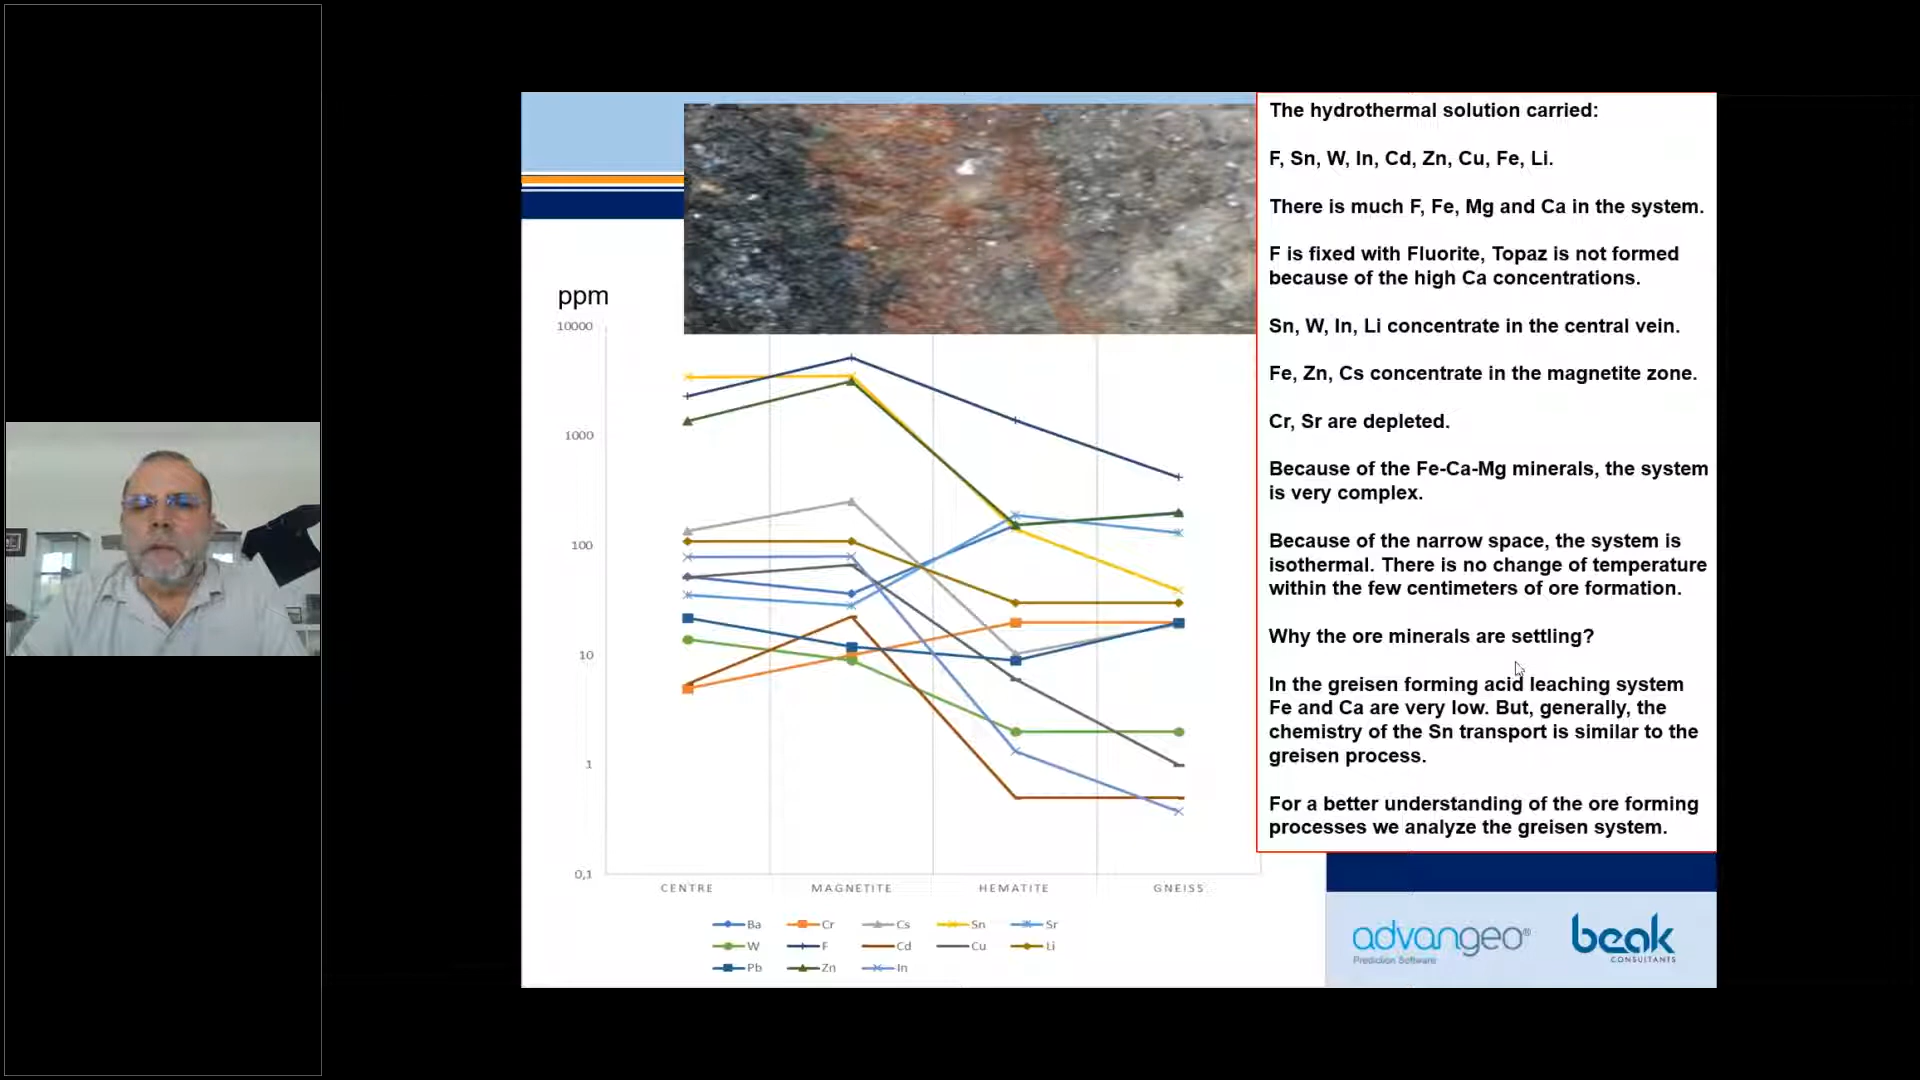 The hydrothermal solution carried:
F, Sn, W, In, Cd, Zn, Cu, Fe, Li.
There is much F, Fe, Mg and Ca in the system.
F is fixed with Fluorite, Topaz is not formed
because of the high Ca concentrations.
Sn, W, In, Li concentrate in the central vein.
Fe, Zn, Cs concentrate in the magnetite zone.
Cr, Sr are depleted.
Because of the Fe-Ca-Mg minerals, the system
is very complex.
Because of the narrow space, the system is
isothermal. There is no change of temperature
within the few centimeters of ore formation.
Why the ore minerals are settling?
In the greisen forming acid leaching system
Fe and Ca are very low. But, generally, the
chemistry of the Sn transport is similar to the
greisen process.
For a better understanding of the ore forming
processes we analyze the greisen system.
ppm
10000
1000
100
10
1
0,1
CENTRE MAGNETITE HEMATITE GNEISS
Ba Cr Cs Sn Sr
W F Cd Cu Li
Pb Zn In
advangeo®
Prediction Software
beak
CONSULTANTS